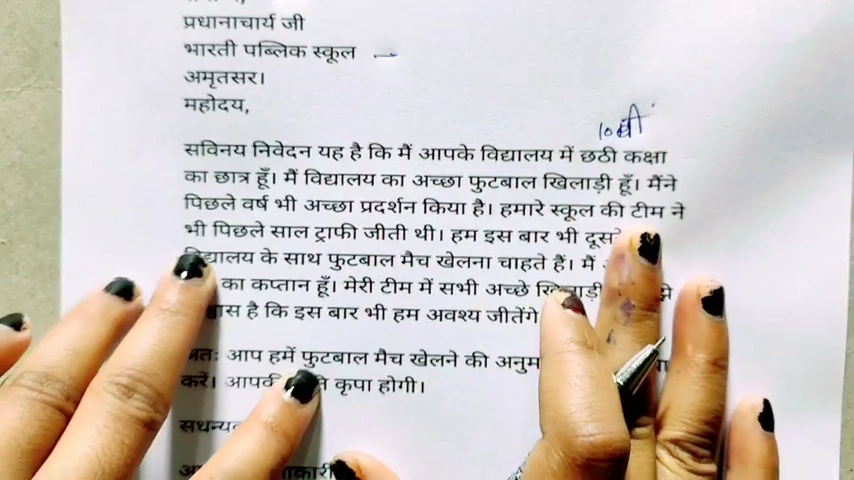 प्रधानाचार्य जी
भारती पब्लिक स्कूल
अमृतसर।
महोदय,
10वीं
सविनय निवेदन यह है कि मैं आपके विद्यालय में छठी कक्षा
का छात्र हूँ। मैं विद्यालय का अच्छा फुटबाल खिलाड़ी हूँ। मैंने
पिछले वर्ष भी अच्छा प्रदर्शन किया है। हमारे स्कूल की टीम ने
भी पिछले साल ट्राफी जीती थी। हम इस बार भी
विद्यालय के साथ फुटबाल मैच खेलना चाहते हैं। मैं
का कप्तान हूँ। मेरी टीम में सभी अच्छे
है कि इस बार भी हम अवश्य जीतेंगे
अतः आप हमें फुटबाल मैच खेलने की
करें। कृपा होगी।